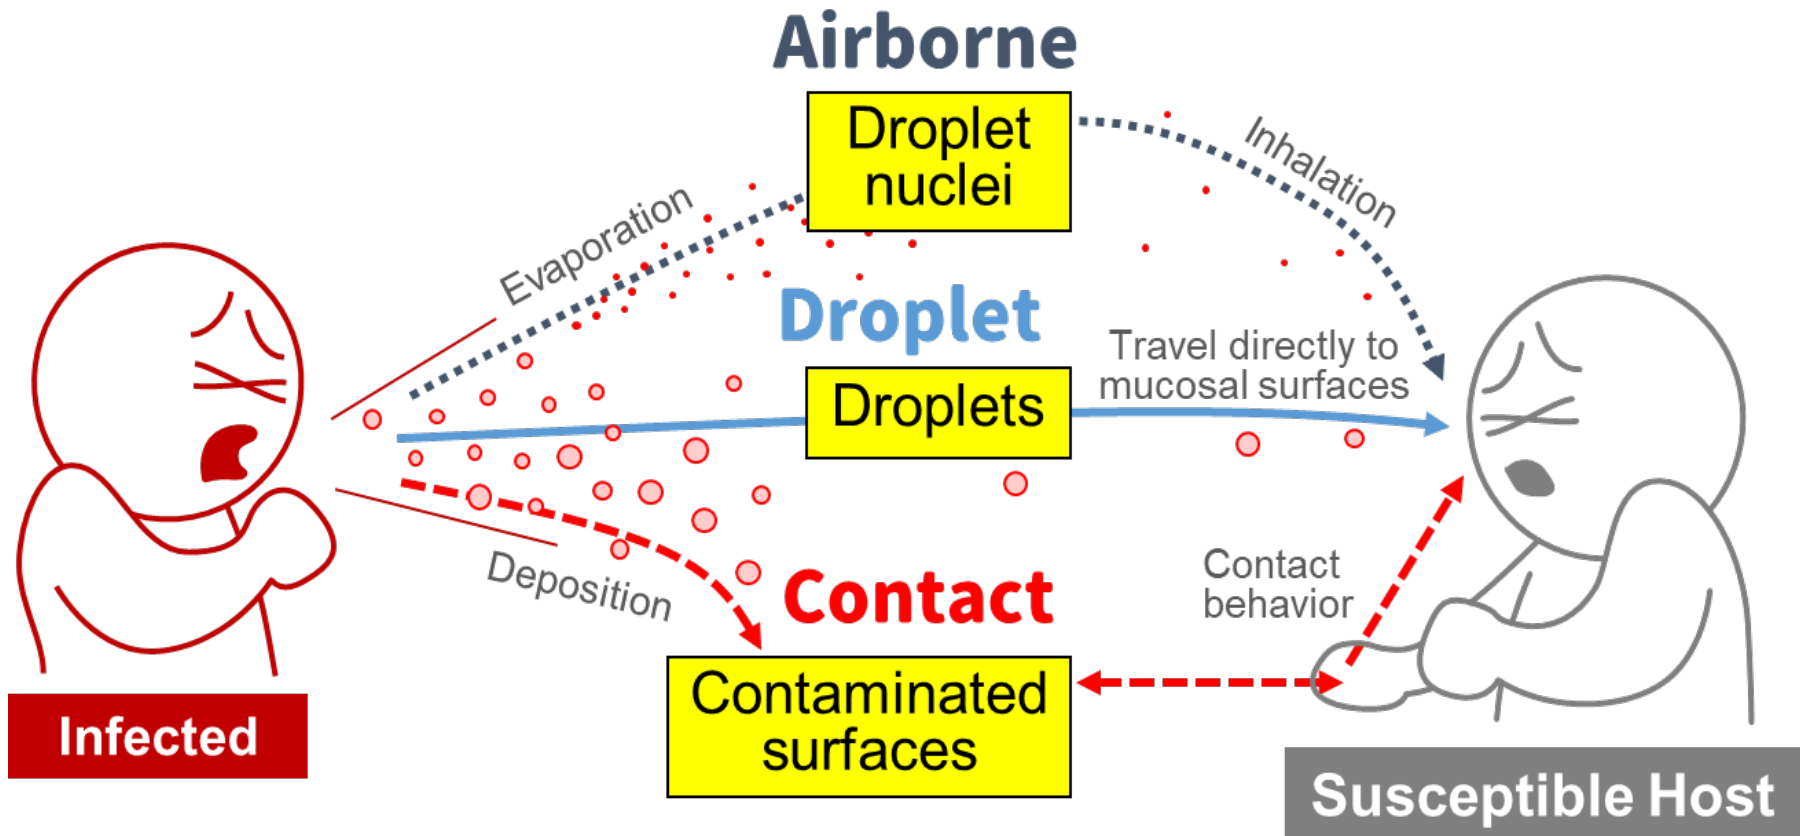 Airborne
Droplet
nuclei
Evaporation
Inhalation
Droplet
Droplets
Travel directly to
mucosal surfaces
Deposition
Contact
Contaminated
surfaces
Contact
behavior
Infected
Susceptible Host